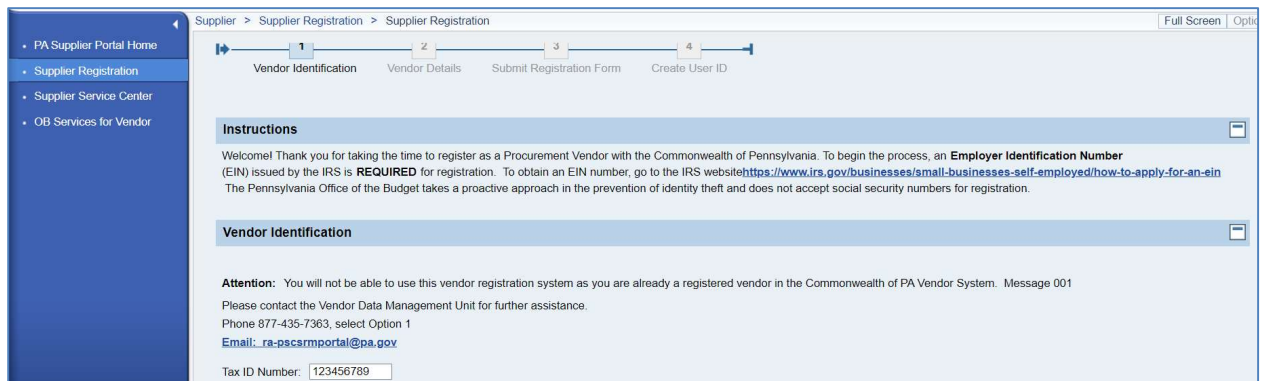 Supplier > Supplier Registration > Supplier Registration
Full Screen
PA Supplier Portal Home
Supplier Registration
Supplier Service Center
OB Services for Vendor
1 2 3 4
Vendor Identification Vendor Details Submit Registration Form Create User ID
Instructions
Welcome! Thank you for taking the time to register as a Procurement Vendor with the Commonwealth of Pennsylvania. To begin the process, an Employer Identification Number
(EIN) issued by the IRS is REQUIRED for registration. To obtain an EIN number, go to the IRS websitehttps://www.irs.gov/businesses/small-businesses-self-employed/how-to-apply-for-an-ein
The Pennsylvania Office of the Budget takes a proactive approach in the prevention of identity theft and does not accept social security numbers for registration.
Vendor Identification
Attention: You will not be able to use this vendor registration system as you are already a registered vendor in the Commonwealth of PA Vendor System. Message 001
Please contact the Vendor Data Management Unit for further assistance.
Phone 877-435-7363, select Option 1
Email: ra-pscsrmportal@pa.gov
Tax ID Number: 123456789